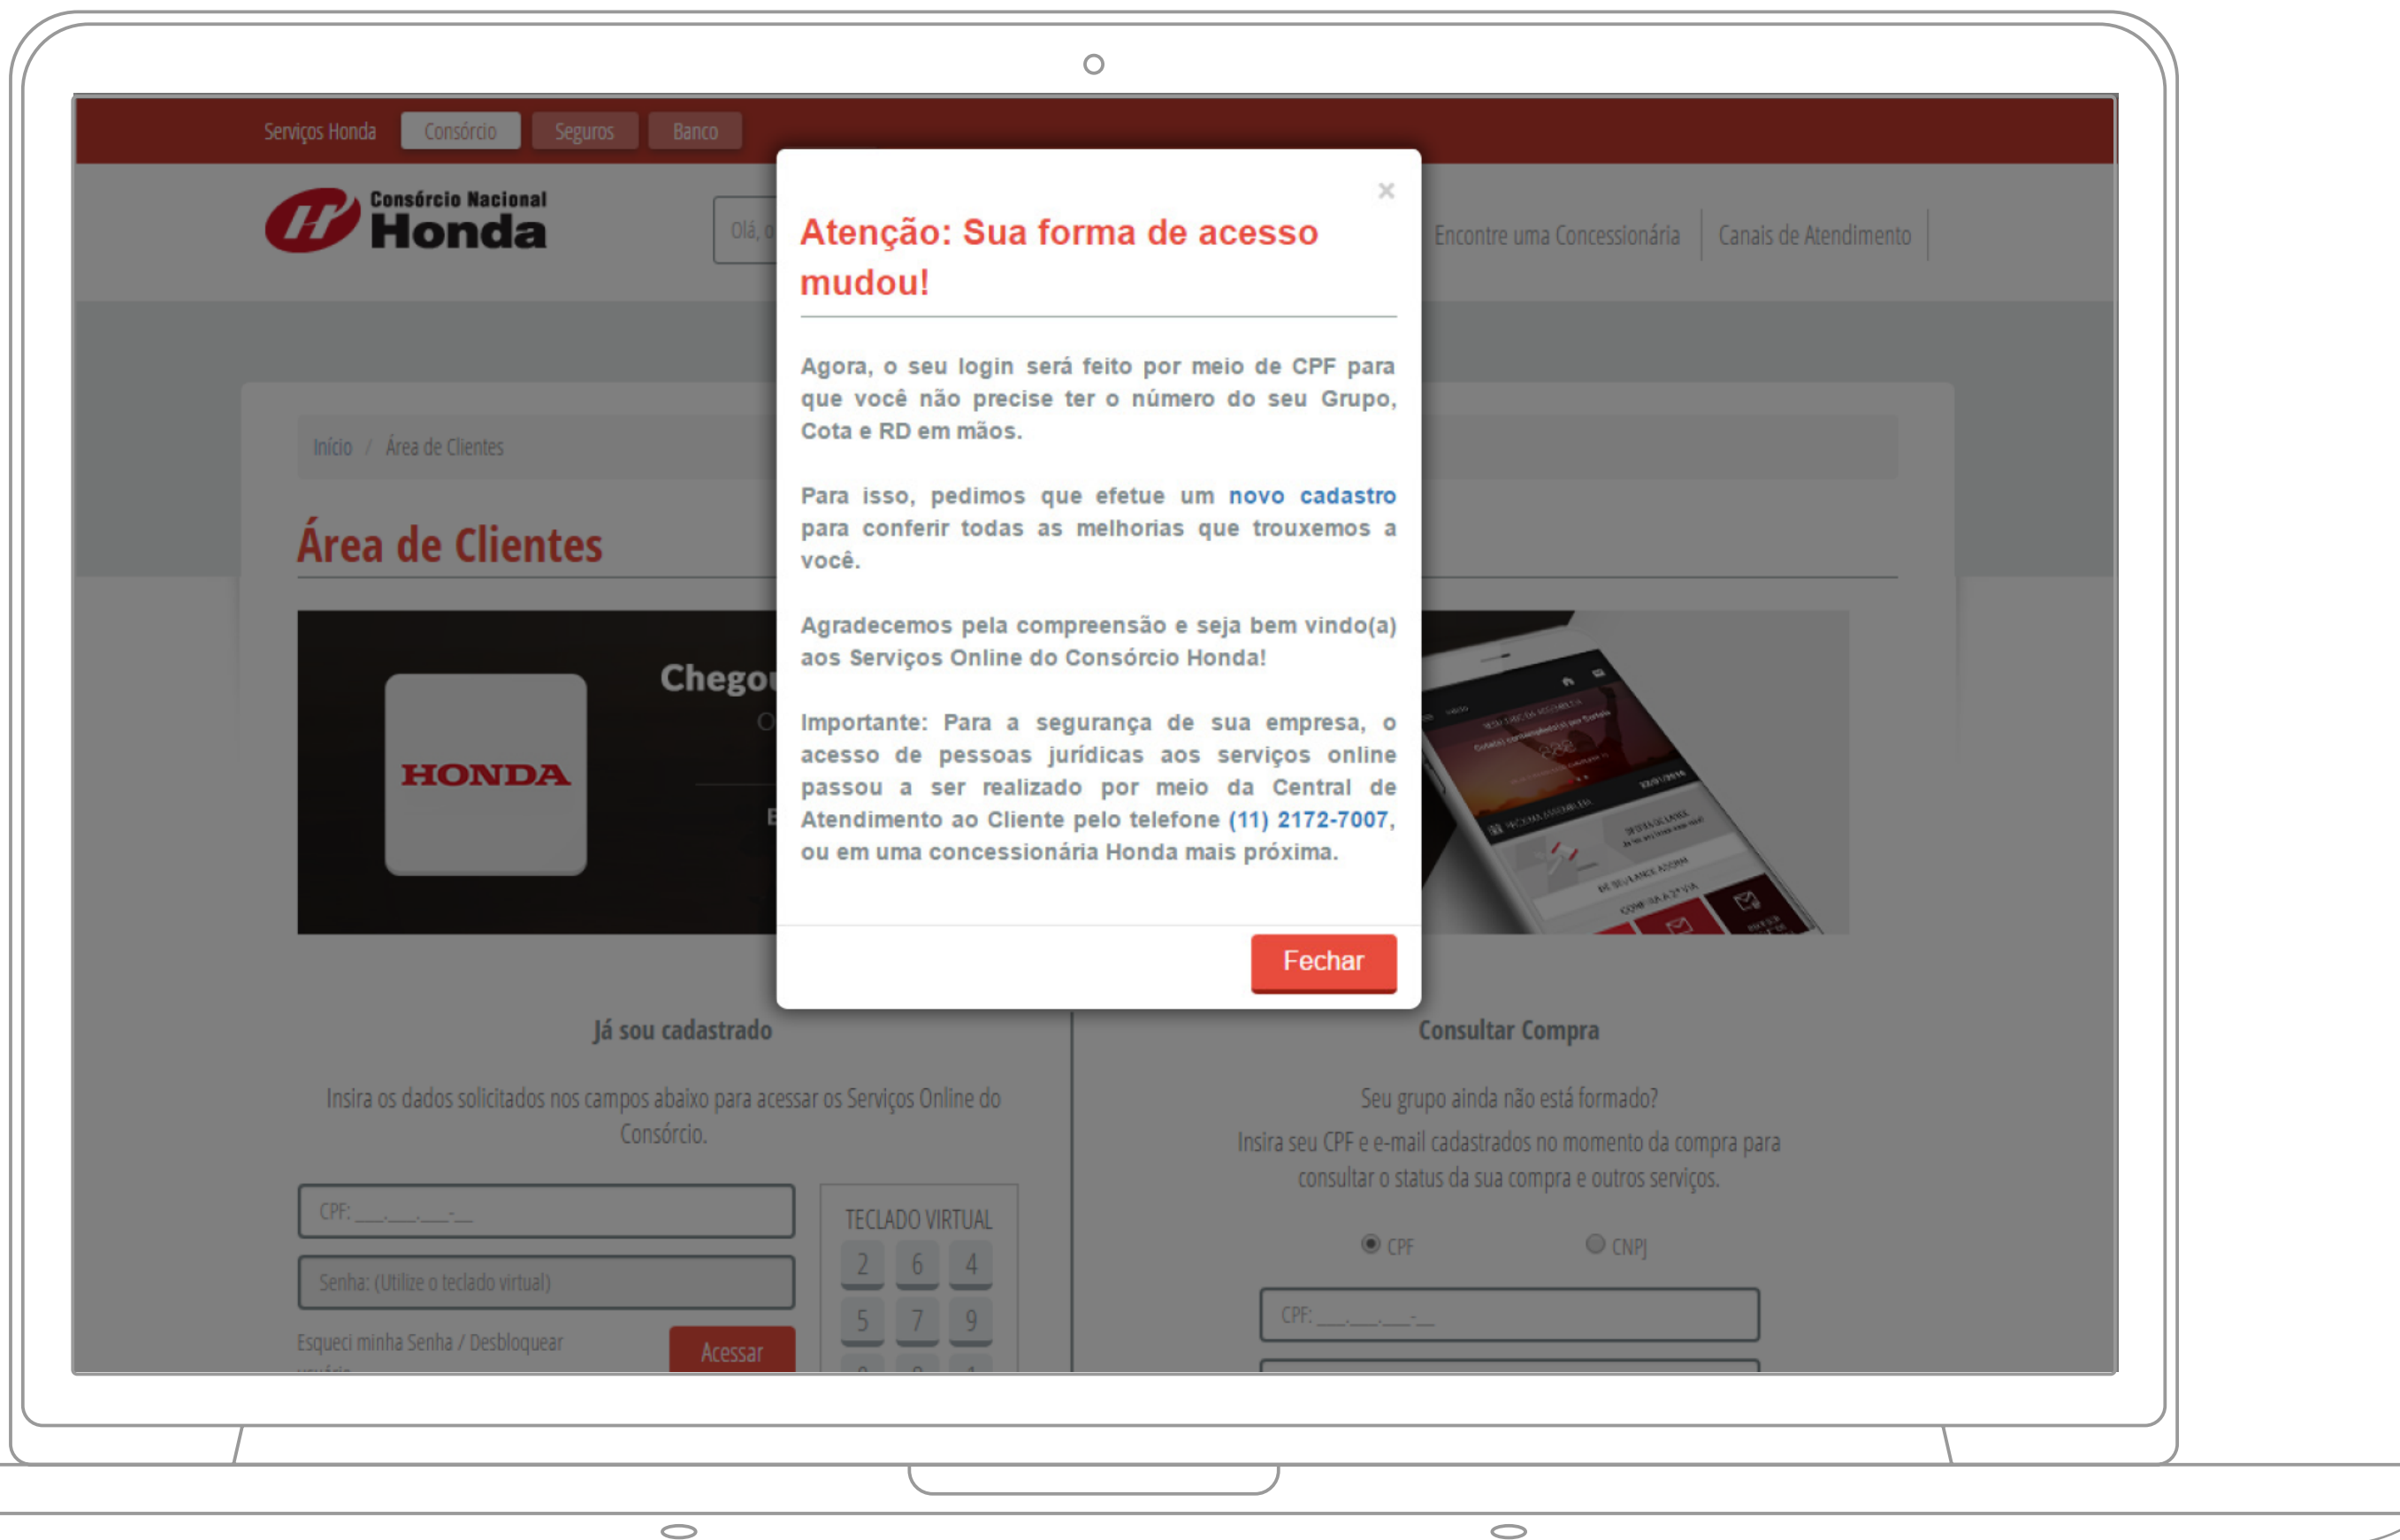 Serviços Honda Consórcio Seguros Banco
Consórcio Nacional
Honda
Olá, o
Encontre uma Concessionária
Canais de Atendimento
×
Atenção: Sua forma de acesso
mudou!
Agora, o seu login será feito por meio de CPF para
que você não precise ter o número do seu Grupo,
Cota e RD em mãos.
Para isso, pedimos que efetue um novo cadastro
para conferir todas as melhorias que trouxemos a
você.
Agradecemos pela compreensão e seja bem vindo(a)
aos Serviços Online do Consórcio Honda!
Importante: Para a segurança de sua empresa, o
acesso de pessoas jurídicas aos serviços online
passou a ser realizado por meio da Central de
Atendimento ao Cliente pelo telefone (11) 2172-7007,
ou em uma concessionária Honda mais próxima.
Fechar
Início / Área de Clientes
Área de Clientes
HONDA
Chegou
Já sou cadastrado
Insira os dados solicitados nos campos abaixo para acessar os Serviços Online do
Consórcio.
CPF: ___.___.___-__
Senha: (Utilize o teclado virtual)
Esqueci minha Senha / Desbloquear
Acessar
TECLADO VIRTUAL
2 6 4
5 7 9
Consultar Compra
Seu grupo ainda não está formado?
Insira seu CPF e e-mail cadastrados no momento da compra para
consultar o status da sua compra e outros serviços.
CPF CNPJ
CPF: ___.___.___-__